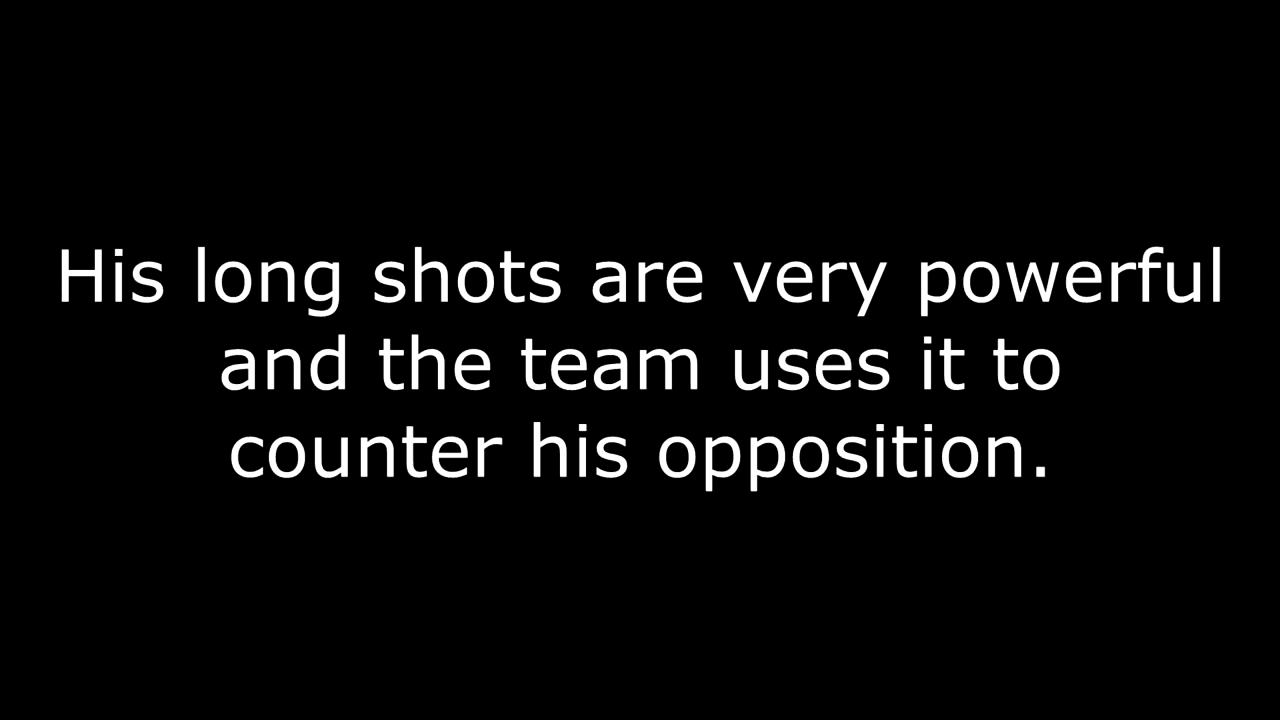 His long shots are very powerful
and the team uses it to
counter his opposition.